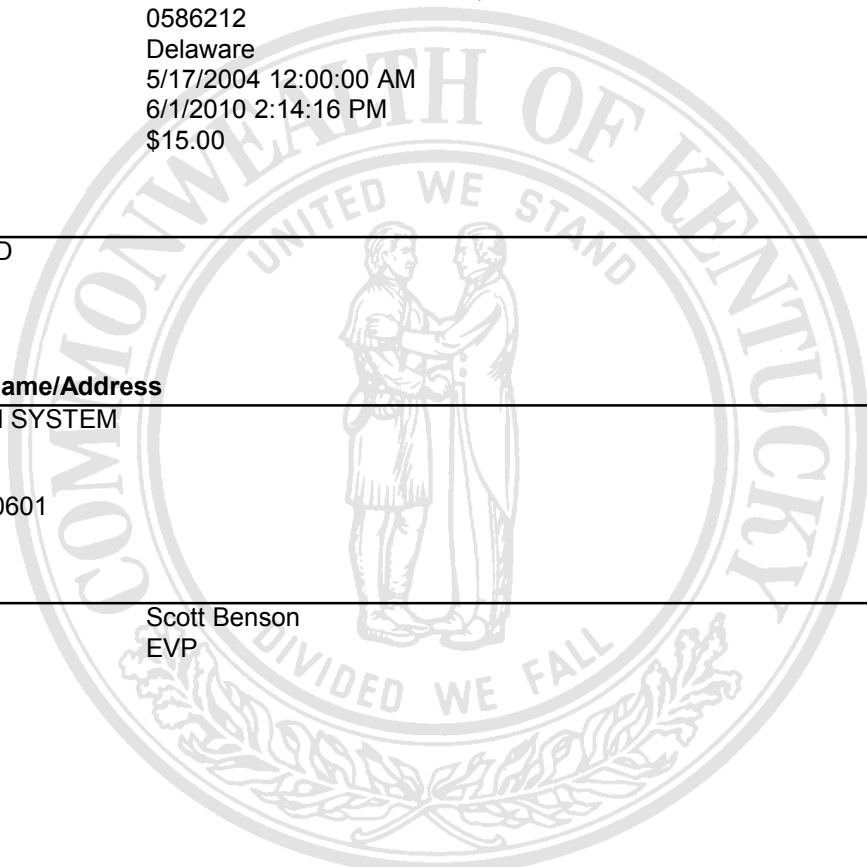 0586212
Delaware
5/17/2004 12:00:00 AM
6/1/2010 2:14:16 PM
$15.00
COMMONWEALTH OF KENTUCKY
UNITED WE STAND
D
ame/Address
SYSTEM
0601
Scott Benson
EVP
DIVIDED WE FALL